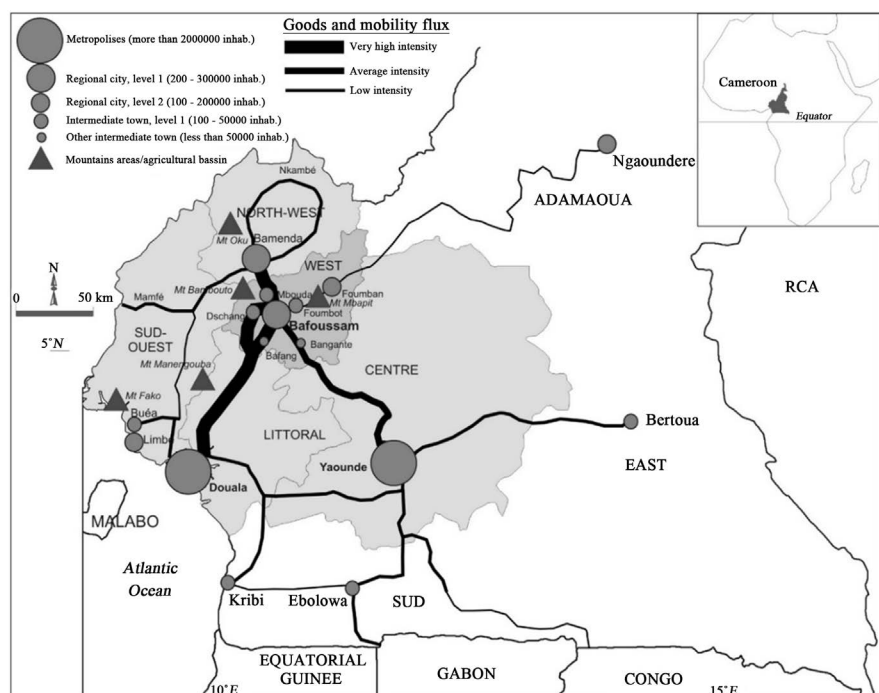 Metropolises (more than 2000000 inhab.)
Regional city, level 1 (200 - 300000 inhab.)
Regional city, level 2 (100 - 200000 inhab.)
Intermediate town, level 1 (100 - 50000 inhab.)
Other intermediate town (less than 50000 inhab.)
Mountains areas/agricultural bassin
Goods and mobility flux
Very high intensity
Average intensity
Low intensity
Cameroon
Equator
Ngaoundere
ADAMAOUA
Nkambé
NORTH-WEST
Mt Oku
Bamenda
WEST
RCA
N
0 50 km
5°N
Mamfé
Mt Bambouto
Mbouda
Foumban
Mt Mbapit
Foumbot
Dschang
Bafoussam
SUD-
OUEST
Bafang
Bangante
Mt Manengouba
CENTRE
Mt Fako
Buéa
Limbé
LITTORAL
Bertoua
Yaounde
EAST
Douala
MALABO
Atlantic
Ocean
Kribi
Ebolowa
SUD
EQUATORIAL
GUINEE
GABON
CONGO
10°E
15°E